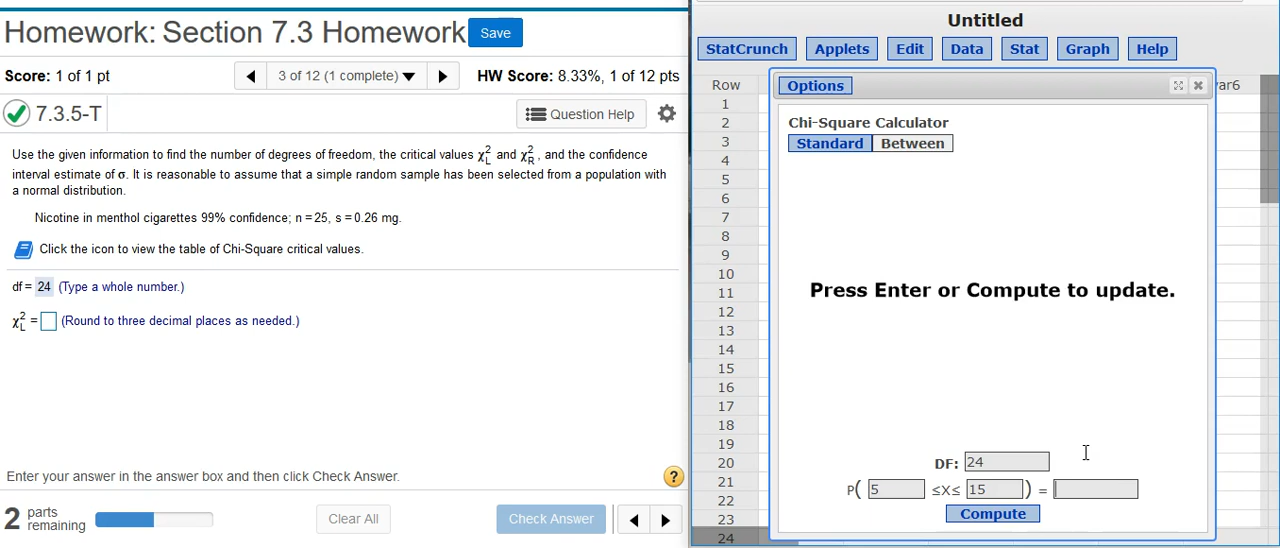 Homework: Section 7.3 Homework Save
Score: 1 of 1 pt 3 of 12 (1 complete) HW Score: 8.33%, 1 of 12 pts
7.3.5-T Question Help
Use the given information to find the number of degrees of freedom, the critical values χ²L and χ²R, and the confidence
interval estimate of σ. It is reasonable to assume that a simple random sample has been selected from a population with
a normal distribution.
Nicotine in menthol cigarettes 99% confidence; n = 25, s = 0.26 mg.
Click the icon to view the table of Chi-Square critical values.
df = 24 (Type a whole number.)
χ²L = (Round to three decimal places as needed.)
Enter your answer in the answer box and then click Check Answer. ?
2 parts
remaining
Clear All Check Answer
Untitled
StatCrunch Applets Edit Data Stat Graph Help
Row var6
1
2
3
4
5
6
7
8
9
10
11
12
13
14
15
16
17
18
19
20
21
22
23
24
Options
Chi-Square Calculator
Standard Between
Press Enter or Compute to update.
DF: 24
P( 5 ≤X≤ 15 ) =
Compute